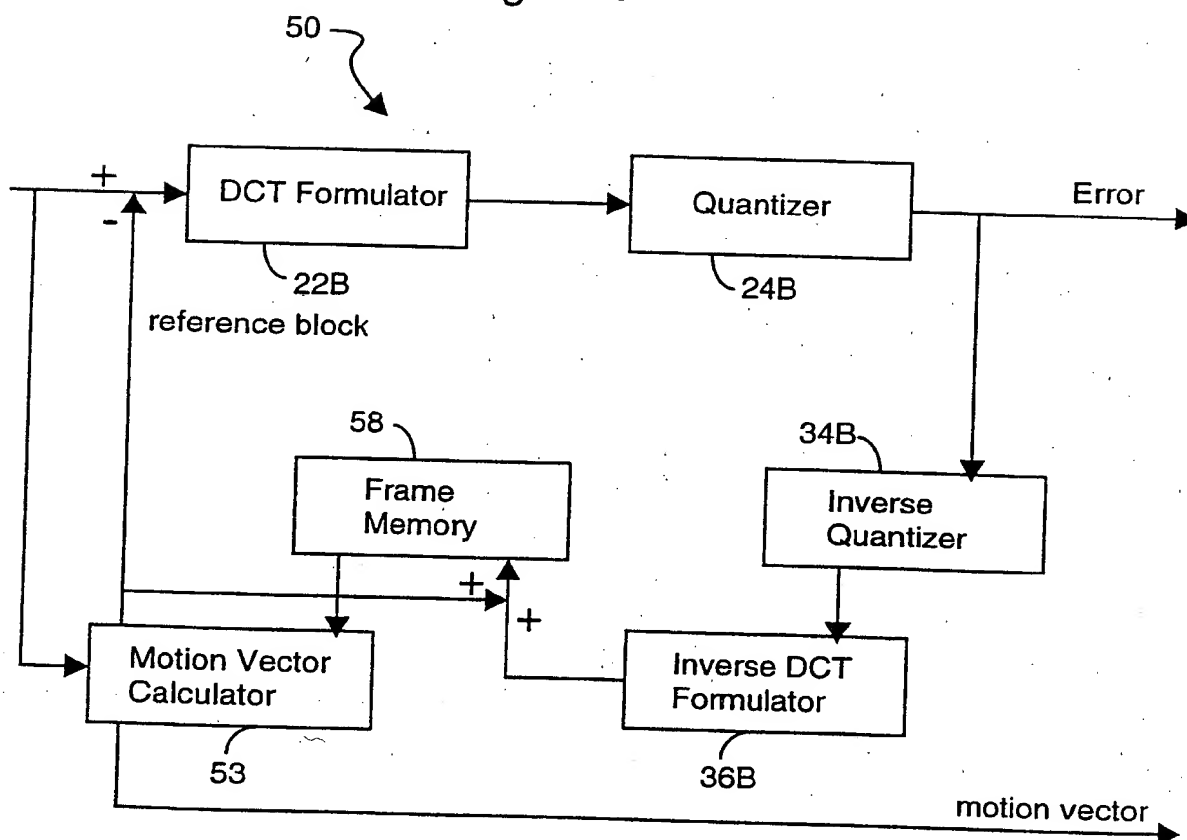 50
+
DCT Formulator
Quantizer
Error
-
22B
24B
reference block
58
34B
Frame
Memory
Inverse
Quantizer
+
+
Motion Vector
Calculator
Inverse DCT
Formulator
53
36B
motion vector